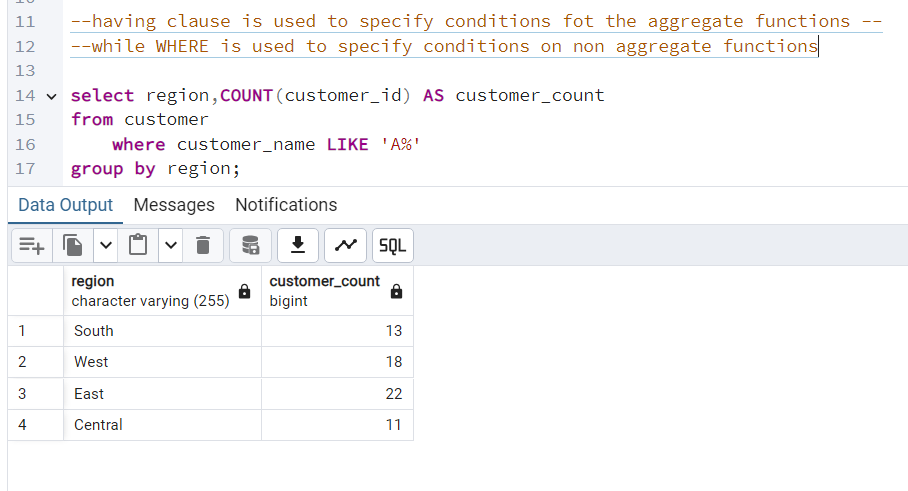 11 --having clause is used to specify conditions fot the aggregate functions --
12 --while WHERE is used to specify conditions on non aggregate functions
13
14 select region,COUNT(customer_id) AS customer_count
15 from customer
16 where customer_name LIKE 'A%'
17 group by region;
Data Output Messages Notifications
SQL
region customer_count
character varying (255) bigint
1 South 13
2 West 18
3 East 22
4 Central 11